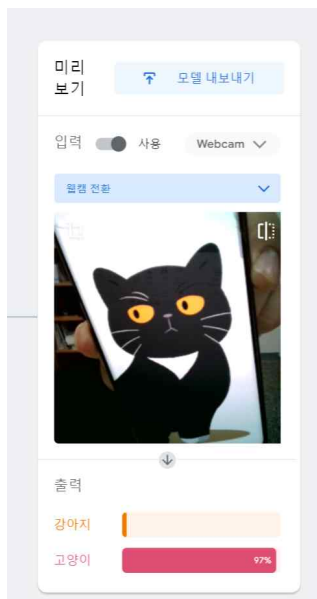 미리
보기
모델 내보내기
입력 사용 Webcam
웹캠 전환
출력
강아지
고양이 97%